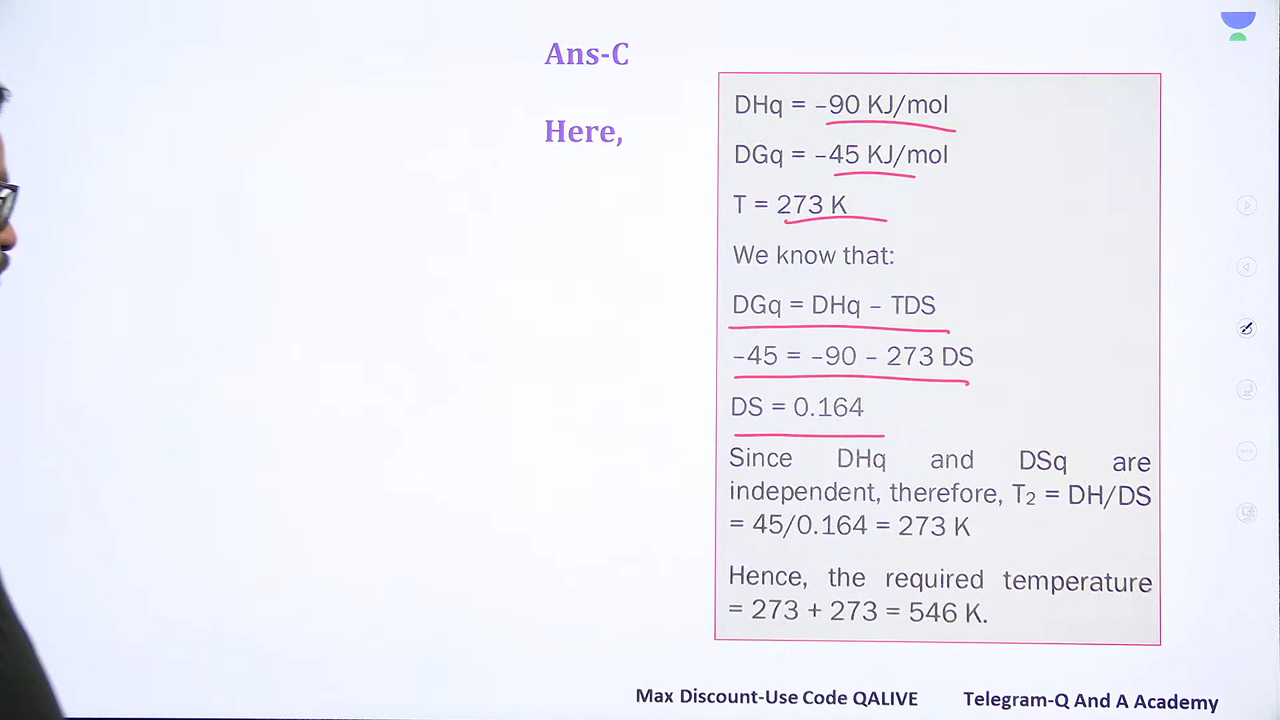 Ans-C
Here,
DHq = –90 KJ/mol
DGq = –45 KJ/mol
T = 273 K
We know that:
DGq = DHq – TDS
–45 = –90 – 273 DS
DS = 0.164
Since DHq and DSq are
independent, therefore, T₂ = DH/DS
= 45/0.164 = 273 K
Hence, the required temperature
= 273 + 273 = 546 K.
Max Discount-Use Code QALIVE
Telegram-Q And A Academy